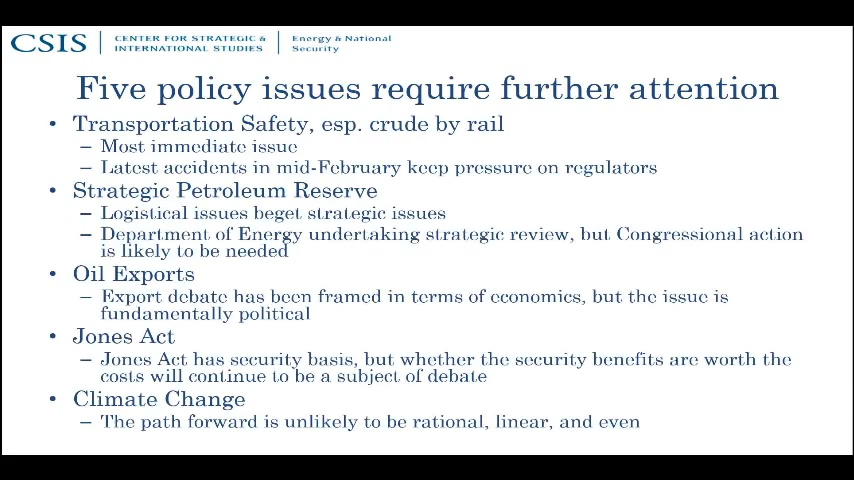 CSIS
CENTER FOR STRATEGIC &
INTERNATIONAL STUDIES
Energy & National
Security
Five policy issues require further attention
• Transportation Safety, esp. crude by rail
– Most immediate issue
– Latest accidents in mid-February keep pressure on regulators
• Strategic Petroleum Reserve
– Logistical issues beget strategic issues
– Department of Energy undertaking strategic review, but Congressional action
is likely to be needed
• Oil Exports
– Export debate has been framed in terms of economics, but the issue is
fundamentally political
• Jones Act
– Jones Act has security basis, but whether the security benefits are worth the
costs will continue to be a subject of debate
• Climate Change
– The path forward is unlikely to be rational, linear, and even